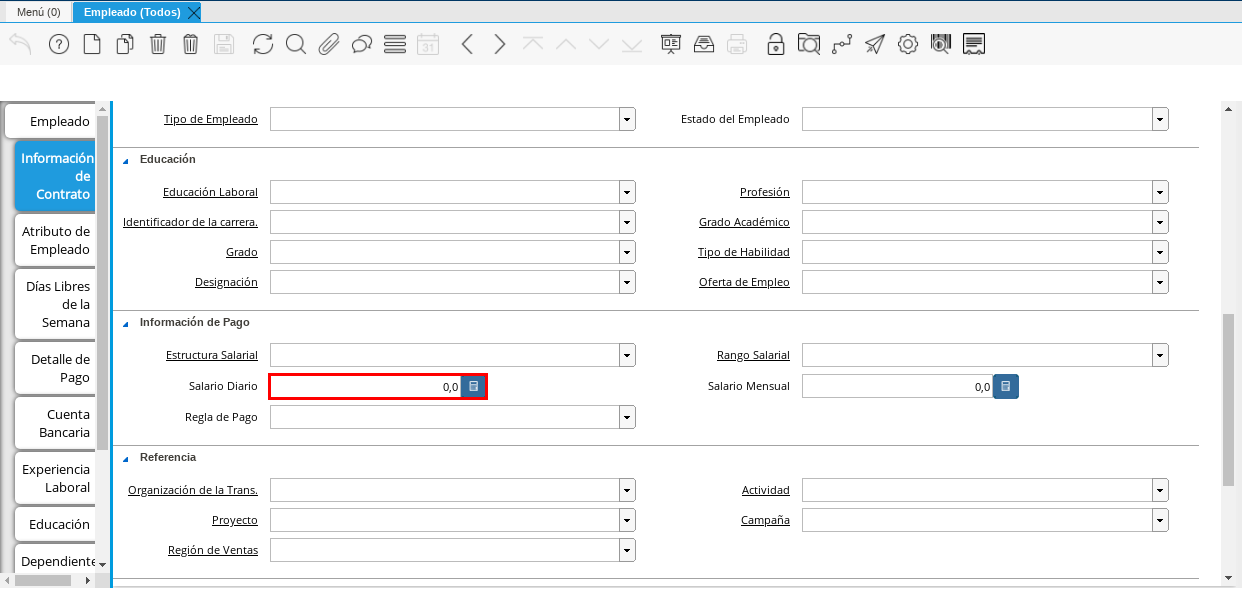 Menú (0) Empleado (Todos)
31
Empleado
Información de Contrato
Atributo de Empleado
Días Libres de la Semana
Detalle de Pago
Cuenta Bancaria
Experiencia Laboral
Educación
Dependiente
Tipo de Empleado Estado del Empleado
Educación
Educación Laboral Profesión
Identificador de la carrera. Grado Académico
Grado Tipo de Habilidad
Designación Oferta de Empleo
Información de Pago
Estructura Salarial Rango Salarial
Salario Diario 0,0 Salario Mensual 0,0
Regla de Pago
Referencia
Organización de la Trans. Actividad
Proyecto Campaña
Región de Ventas